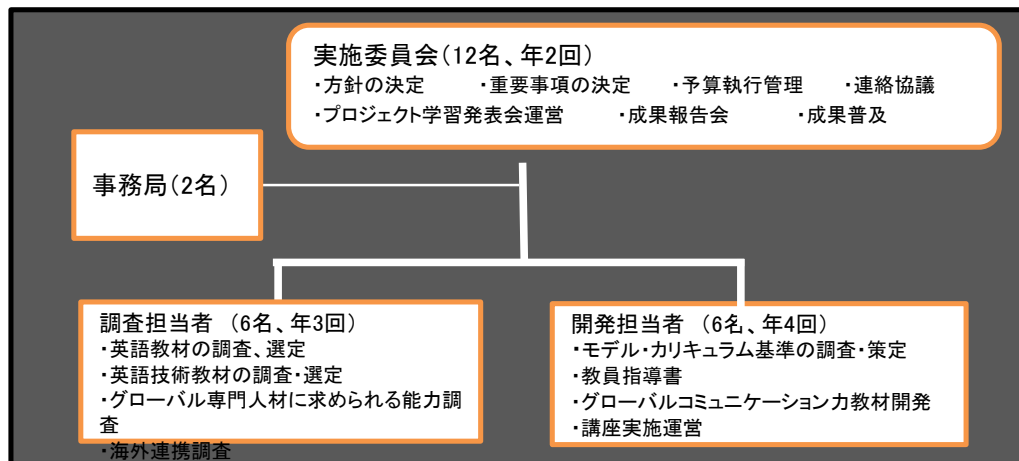 実施委員会(12名、年2回)
・方針の決定　　・重要事項の決定　　・予算執行管理　　・連絡協議
・プロジェクト学習発表会運営　　・成果報告会　　・成果普及
事務局(2名)
調査担当者　(6名、年3回)
・英語教材の調査、選定
・英語技術教材の調査・選定
・グローバル専門人材に求められる能力調
査
・海外連携調査
開発担当者　(6名、年4回)
・モデル・カリキュラム基準の調査・策定
・教員指導書
・グローバルコミュニケーション力教材開発
・講座実施運営